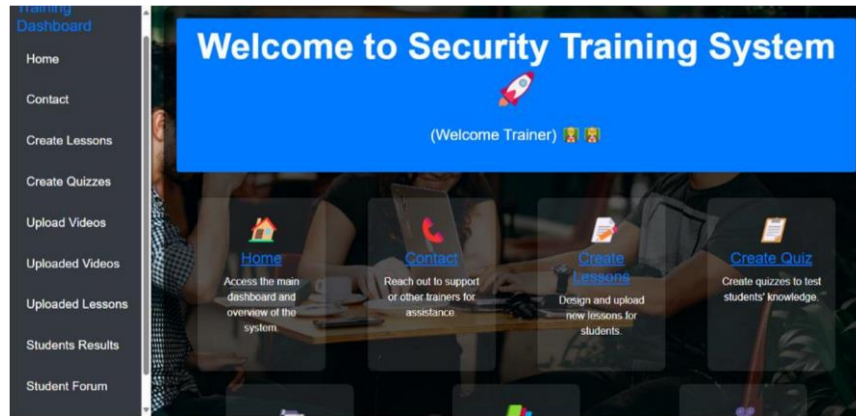 Training
Dashboard
Home
Contact
Create Lessons
Create Quizzes
Upload Videos
Uploaded Videos
Uploaded Lessons
Students Results
Student Forum
Welcome to Security Training System
(Welcome Trainer)
Home
Access the main
dashboard and
overview of the
system.
Contact
Reach out to support
or other trainers for
assistance.
Create
Lessons
Design and upload
new lessons for
students.
Create Quiz
Create quizzes to test
students' knowledge.